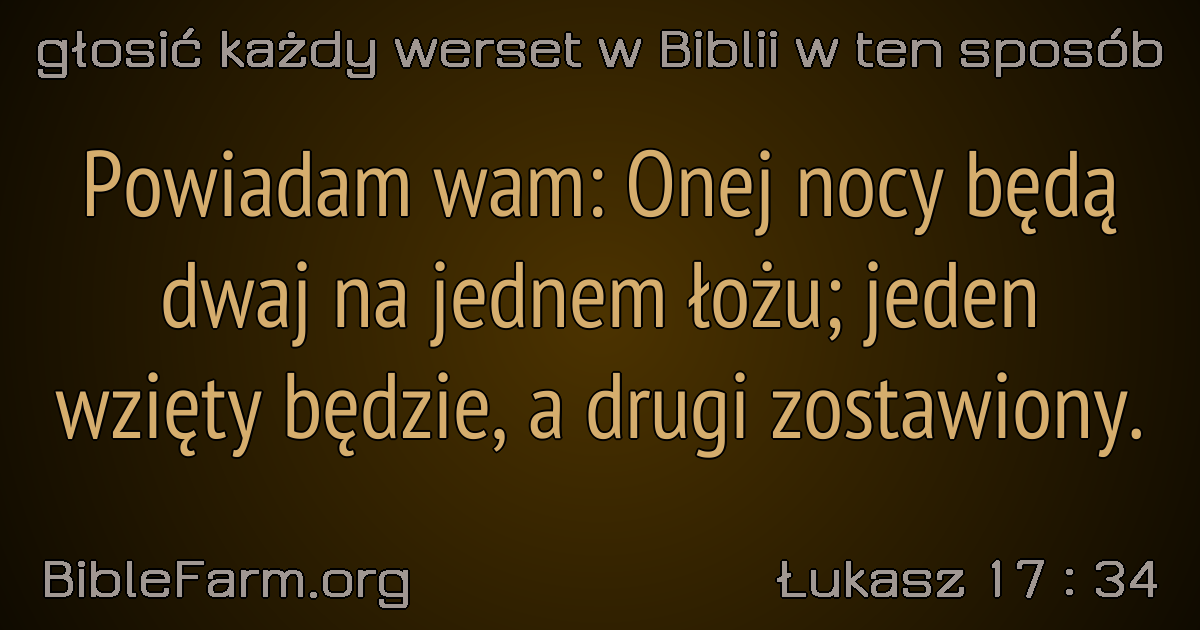 głosić każdy werset w Biblii w ten sposób
Powiadam wam: Onej nocy będą
dwaj na jednem łożu; jeden
wzięty będzie, a drugi zostawiony.
BibleFarm.org
Łukasz 17 : 34